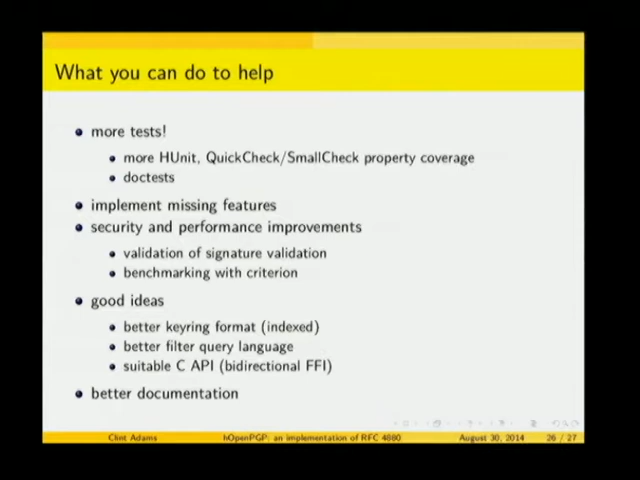 What you can do to help
more tests!
more HUnit, QuickCheck/SmallCheck property coverage
doctests
implement missing features
security and performance improvements
validation of signature validation
benchmarking with criterion
good ideas
better keyring format (indexed)
better filter query language
suitable C API (bidirectional FFI)
better documentation
Clint Adams hOpenPGP: an implementation of RFC 4880 August 30, 2014 26 / 27